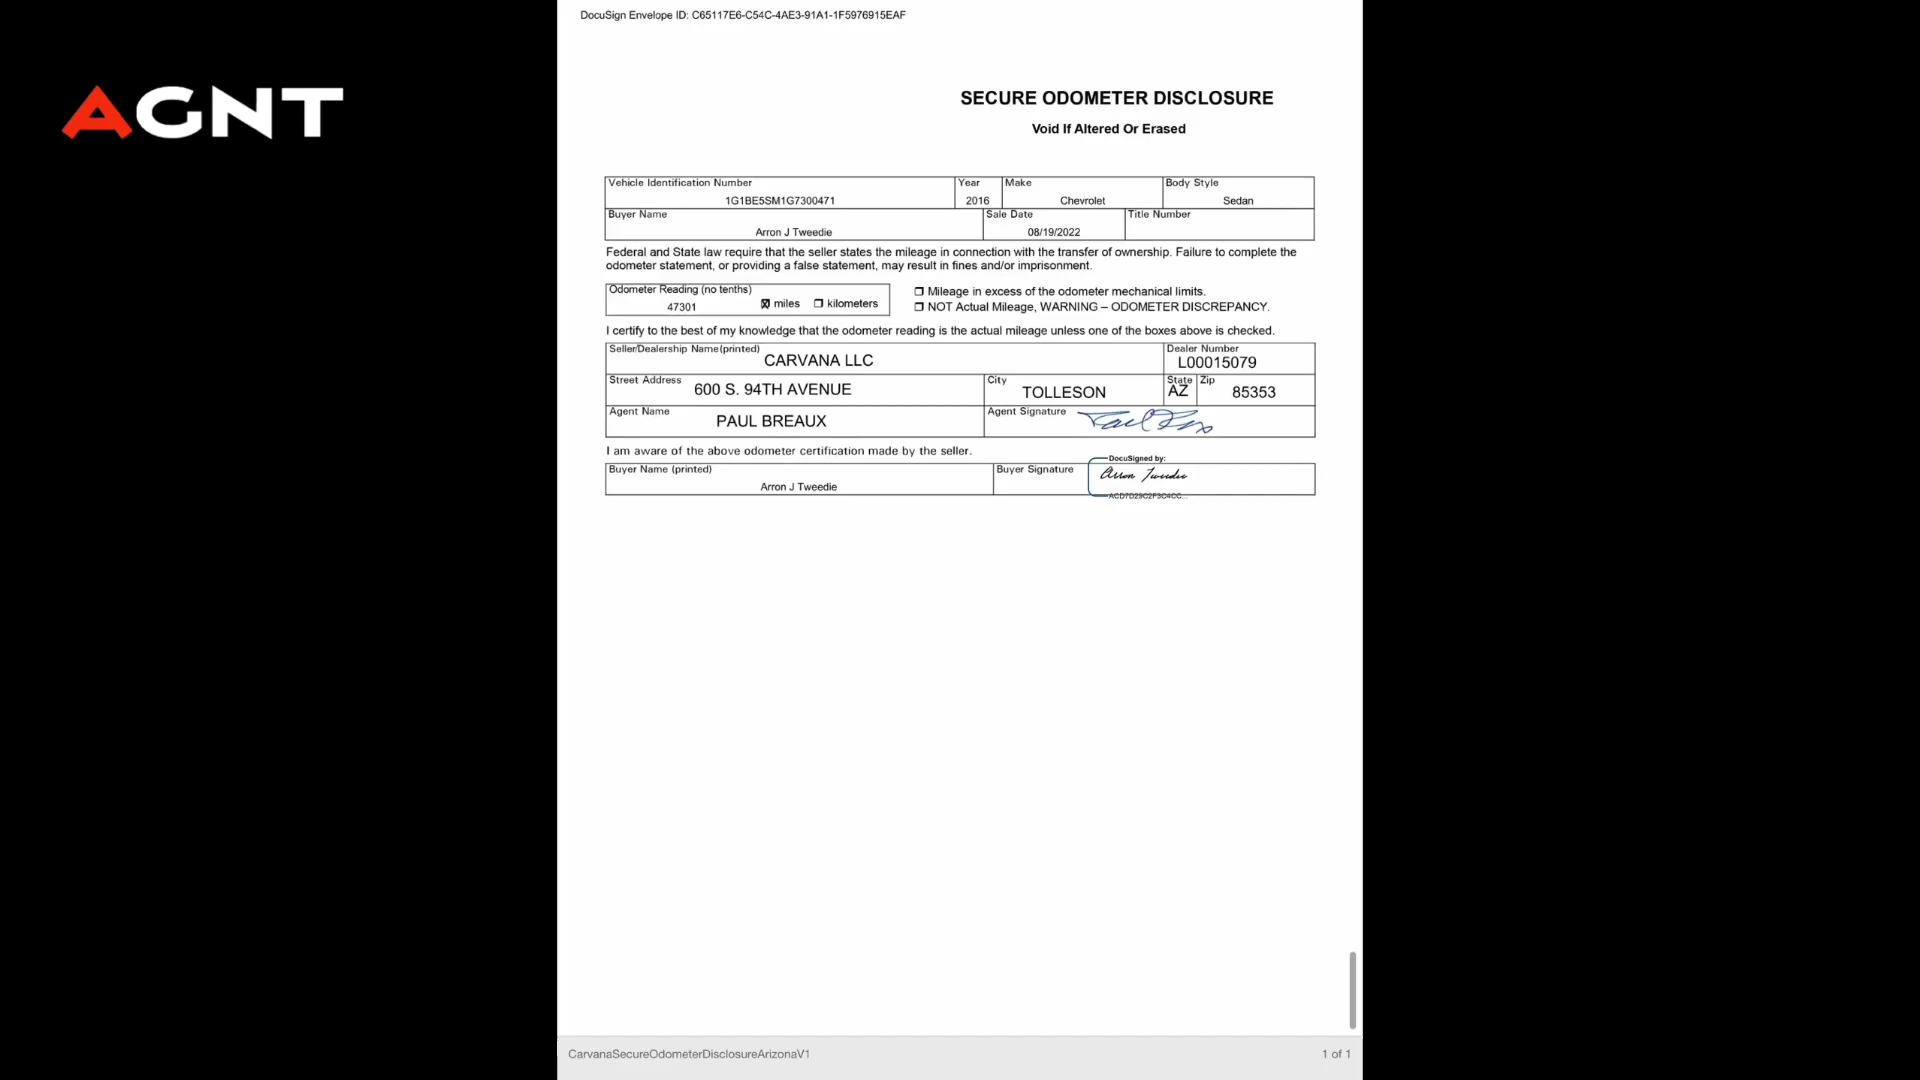 DocuSign Envelope ID: C65117E6-C54C-4AE3-91A1-1F5976915EAF
AGNT
SECURE ODOMETER DISCLOSURE
Void If Altered Or Erased
Vehicle Identification Number Year Make Body Style
1G1BE5SM1G7300471 2016 Chevrolet Sedan
Buyer Name Sale Date Title Number
Arron J Tweedie 08/19/2022
Federal and State law require that the seller states the mileage in connection with the transfer of ownership. Failure to complete the
odometer statement, or providing a false statement, may result in fines and/or imprisonment.
Odometer Reading (no tenths)
47301 ☒ miles ☐ kilometers
☐ Mileage in excess of the odometer mechanical limits.
☐ NOT Actual Mileage, WARNING – ODOMETER DISCREPANCY.
I certify to the best of my knowledge that the odometer reading is the actual mileage unless one of the boxes above is checked.
Seller/Dealership Name(printed) CARVANA LLC Dealer Number L00015079
Street Address 600 S. 94TH AVENUE City TOLLESON State AZ Zip 85353
Agent Name PAUL BREAUX Agent Signature
I am aware of the above odometer certification made by the seller.
Buyer Name (printed) Arron J Tweedie Buyer Signature
DocuSigned by:
Arron Tweedie
ACD7D29C2F3C4CC...
CarvanaSecureOdometerDisclosureArizonaV1 1 of 1